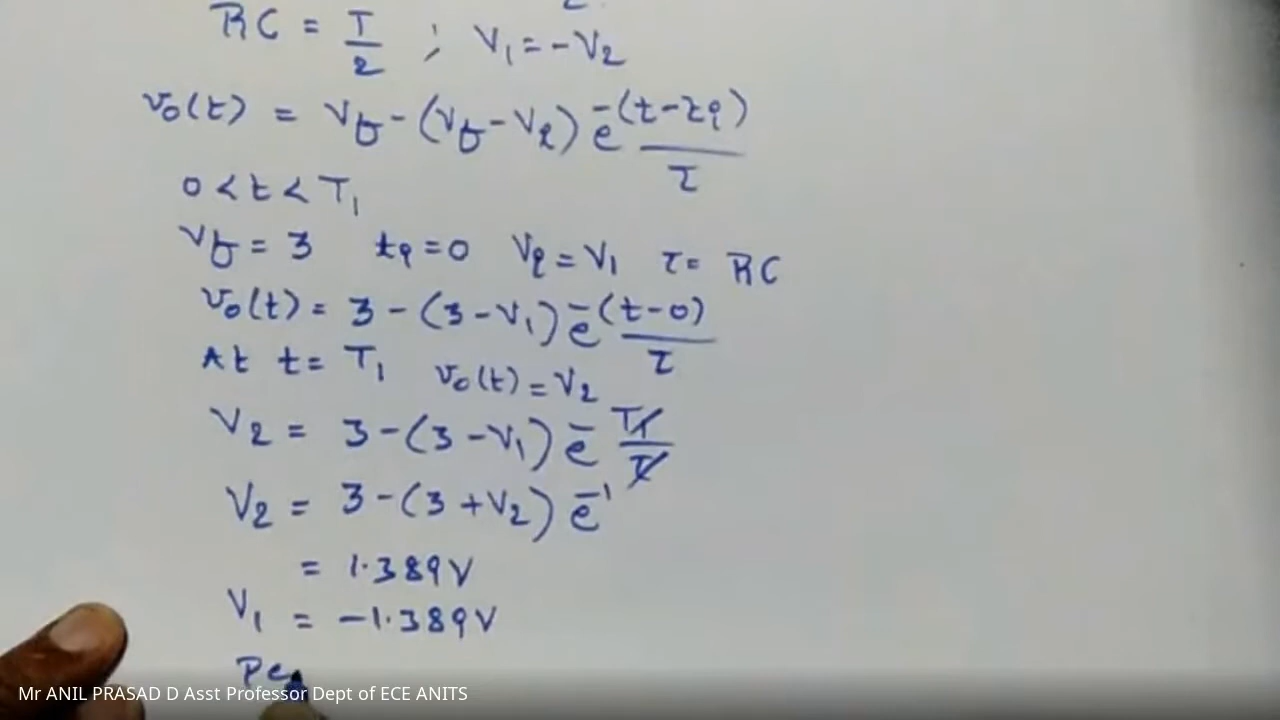 RC = T/2 ; V₁ = -V₂
v₀(t) = Vf - (Vf - Vi) e^-(t-ti)/τ
0 < t < T₁
Vf = 3 ti = 0 Vi = V₁ τ = RC
v₀(t) = 3 - (3 - V₁) e^-(t-0)/τ
At t = T₁ v₀(t) = V₂
V₂ = 3 - (3 - V₁) e^-T₁/τ
V₂ = 3 - (3 + V₂) e^-1
= 1.389V
V₁ = -1.389V
Pe
Mr ANIL PRASAD D Asst Professor Dept of ECE ANITS